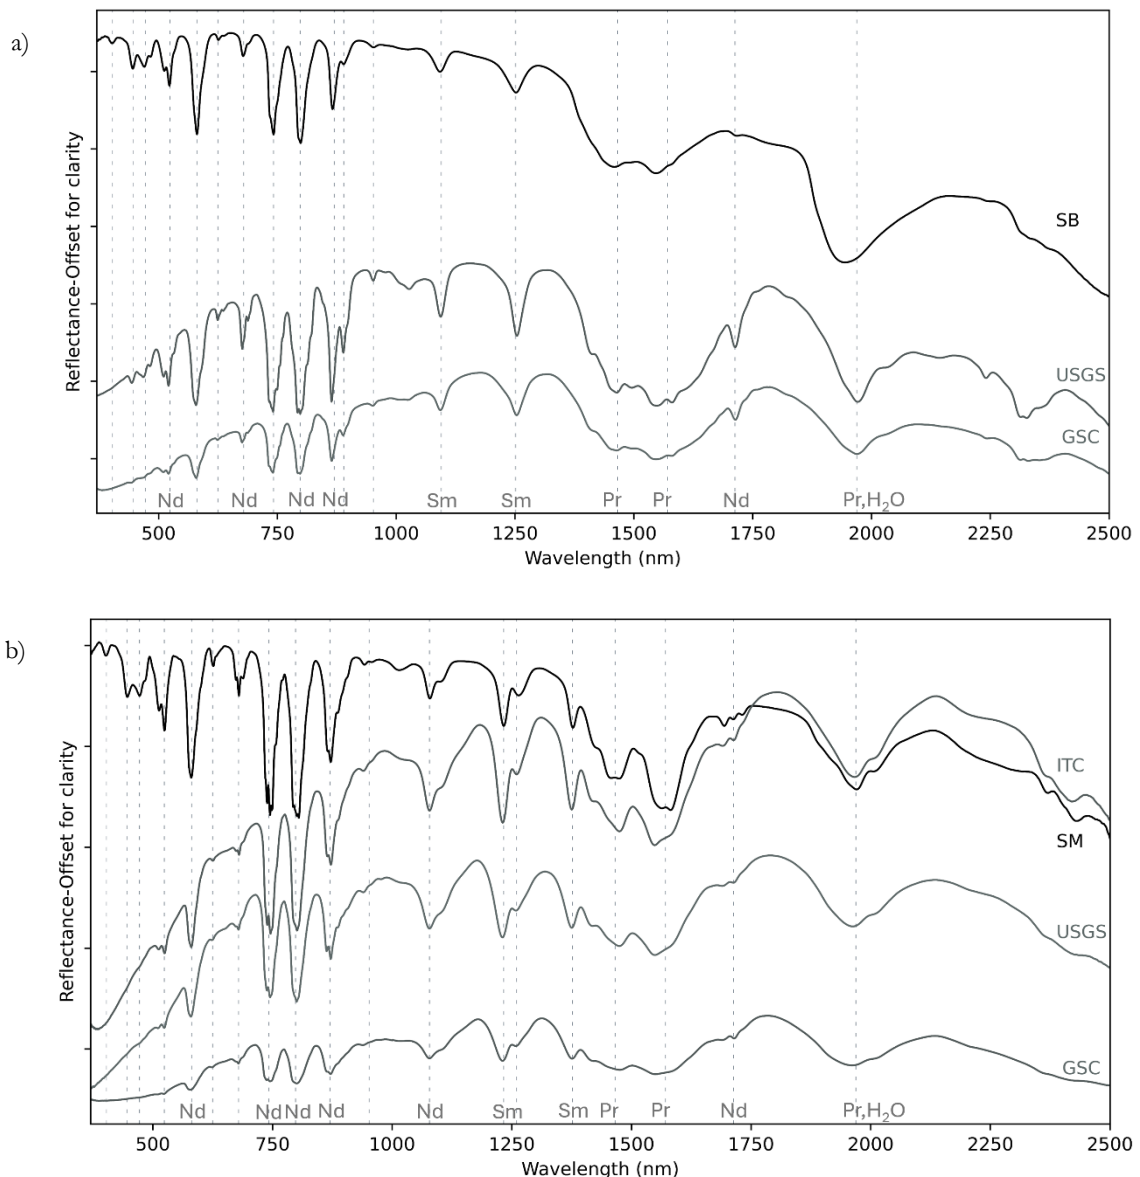 a)
Reflectance-Offset for clarity
SB
USGS
GSC
Nd Nd Nd Nd Sm Sm Pr Pr Nd Pr,H₂O
500 750 1000 1250 1500 1750 2000 2250 2500
Wavelength (nm)
b)
Reflectance-Offset for clarity
ITC
SM
USGS
GSC
Nd Nd Nd Nd Nd Sm Sm Pr Pr Nd Pr,H₂O
500 750 1000 1250 1500 1750 2000 2250 2500
Wavelength (nm)